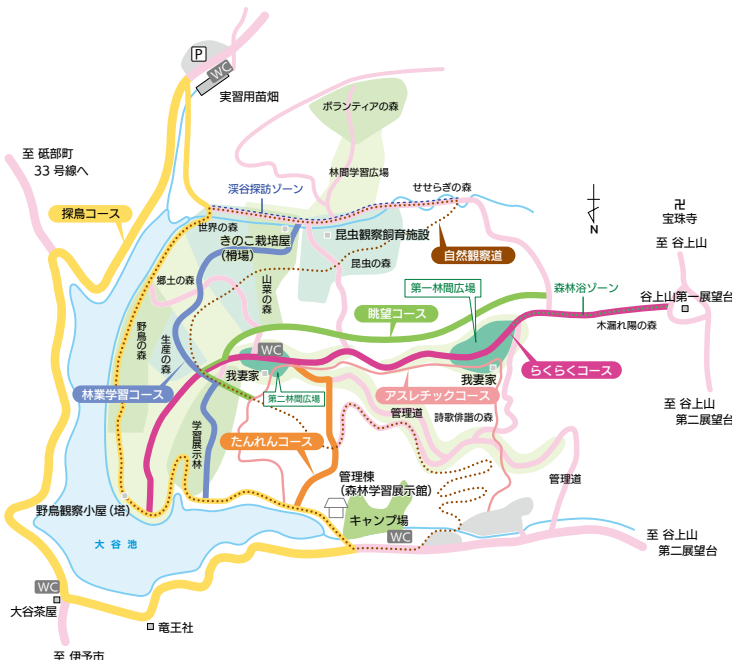 P
WC
実習用苗畑
ボランティアの森
至 砥部町
33 号線へ
林間学習広場
渓谷探訪ゾーン
せせらぎの森
探鳥コース
世界の森
きのこ栽培屋
(榾場)
昆虫観察飼育施設
自然観察道
昆虫の森
N
卍
宝珠寺
至 谷上山
郷土の森
山菜の森
第一林間広場
森林浴ゾーン
谷上山第一展望台
眺望コース
木漏れ陽の森
野鳥の森
生産の森
WC
我妻家
我妻家
らくらくコース
林業学習コース
第二林間広場
アスレチックコース
管理道
詩歌俳諧の森
至 谷上山
第二展望台
学習展示林
たんれんコース
管理棟
(森林学習展示館)
管理道
野鳥観察小屋(塔)
キャンプ場
WC
大谷池
至 谷上山
第二展望台
WC
大谷茶屋
竜王社
至 伊予市